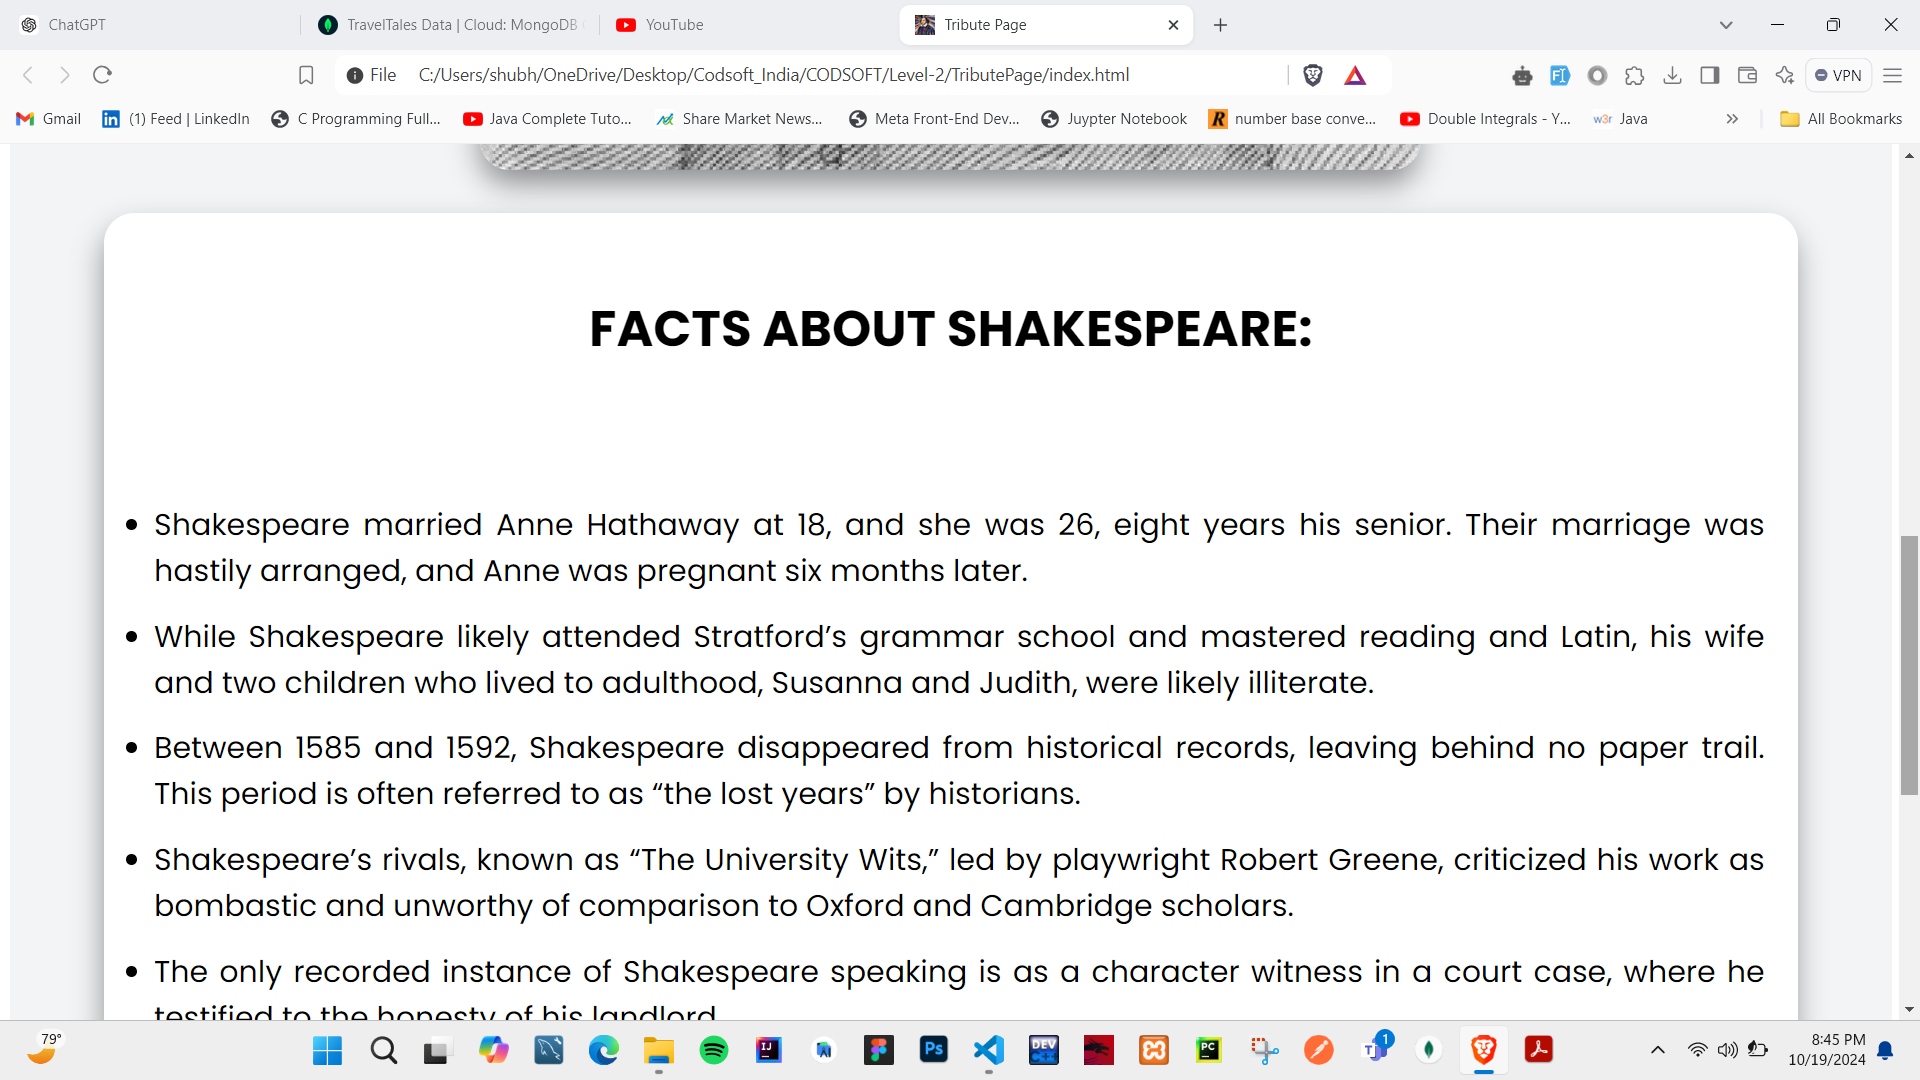 ChatGPT
TravelTales Data | Cloud: MongoDB
YouTube
Tribute Page
File
C:/Users/shubh/OneDrive/Desktop/Codsoft_India/CODSOFT/Level-2/TributePage/index.html
VPN
Gmail
(1) Feed | LinkedIn
C Programming Full...
Java Complete Tuto...
Share Market News...
Meta Front-End Dev...
Juypter Notebook
number base conve...
Double Integrals - Y...
Java
All Bookmarks
FACTS ABOUT SHAKESPEARE:
• Shakespeare married Anne Hathaway at 18, and she was 26, eight years his senior. Their marriage was
hastily arranged, and Anne was pregnant six months later.
• While Shakespeare likely attended Stratford’s grammar school and mastered reading and Latin, his wife
and two children who lived to adulthood, Susanna and Judith, were likely illiterate.
• Between 1585 and 1592, Shakespeare disappeared from historical records, leaving behind no paper trail.
This period is often referred to as “the lost years” by historians.
• Shakespeare’s rivals, known as “The University Wits,” led by playwright Robert Greene, criticized his work as
bombastic and unworthy of comparison to Oxford and Cambridge scholars.
• The only recorded instance of Shakespeare speaking is as a character witness in a court case, where he
testified to the honesty of his landlord.
79°
8:45 PM
10/19/2024